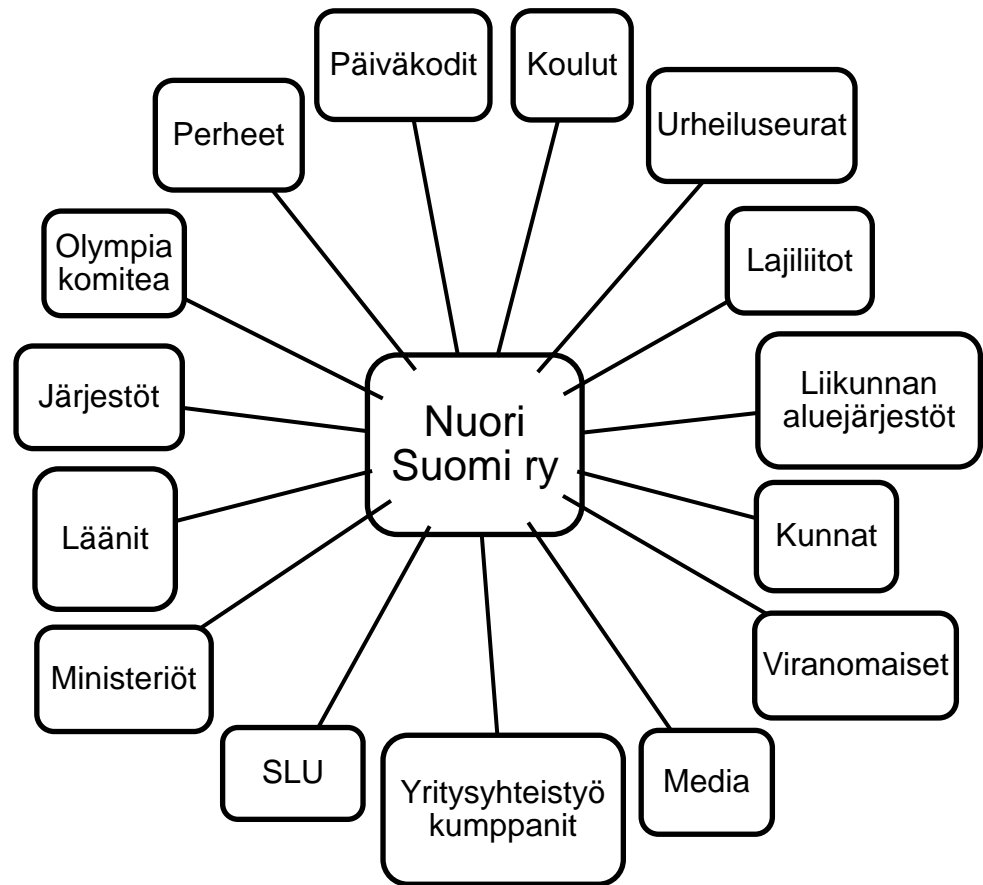 Päiväkodit
Koulut
Perheet
Urheiluseurat
Olympia
komitea
Lajiliitot
Järjestöt
Nuori
Suomi ry
Liikunnan
aluejärjestöt
Läänit
Kunnat
Ministeriöt
Viranomaiset
SLU
Yritysyhteistyö
kumppanit
Media